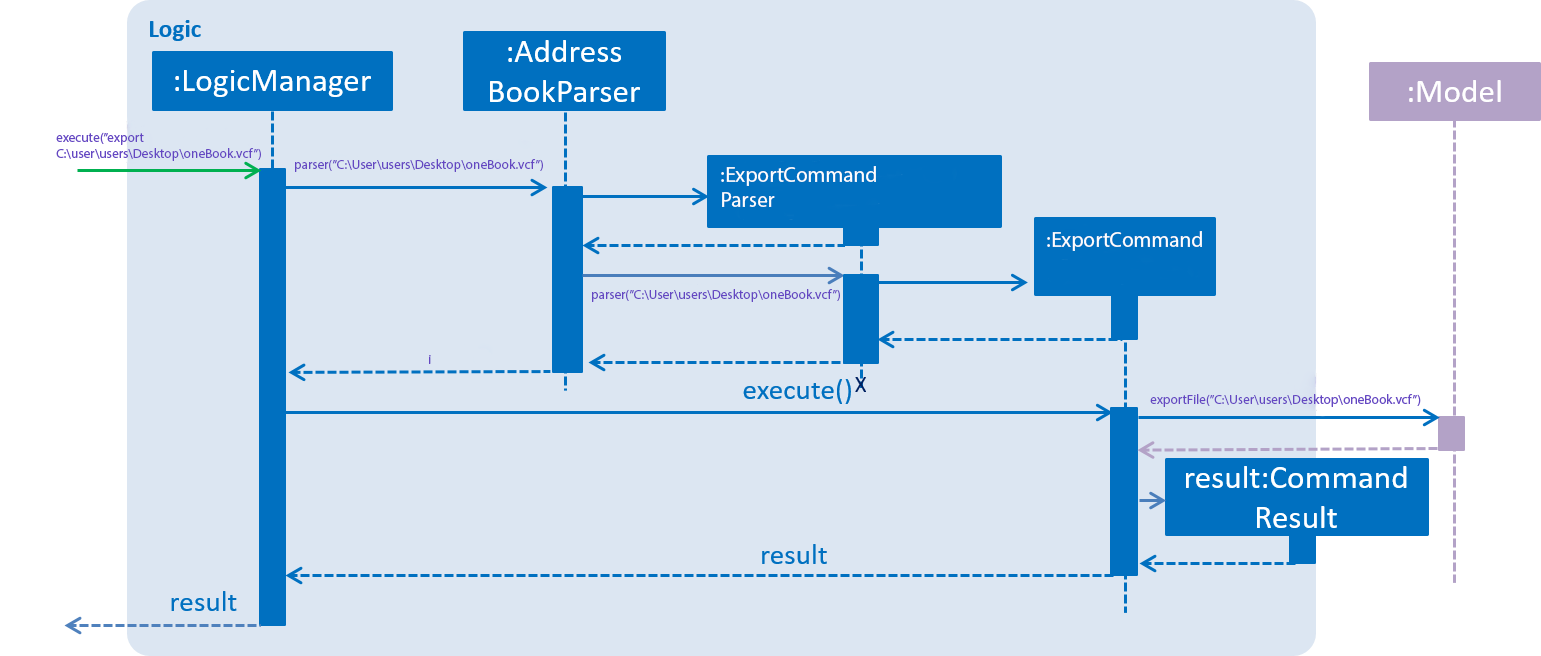 Logic
:LogicManager
:Address
BookParser
:Model
execute("export
C:\user\users\Desktop\oneBook.vcf")
parser("C:\User\users\Desktop\oneBook.vcf")
:ExportCommand
Parser
:ExportCommand
parser("C:\User\users\Desktop\oneBook.vcf")
i
execute()
X
exportFile("C:\User\users\Desktop\oneBook.vcf")
result:Command
Result
result
result